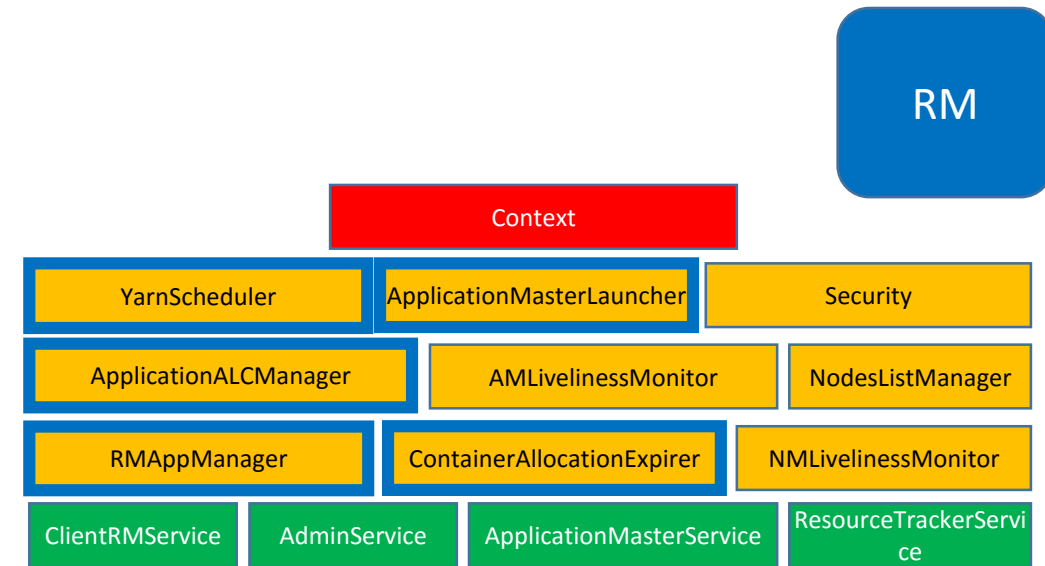 RM
Context
YarnScheduler
ApplicationMasterLauncher
Security
ApplicationALCManager
AMLivelinessMonitor
NodesListManager
RMAppManager
ContainerAllocationExpirer
NMLivelinessMonitor
ClientRMService
AdminService
ApplicationMasterService
ResourceTrackerServi
ce